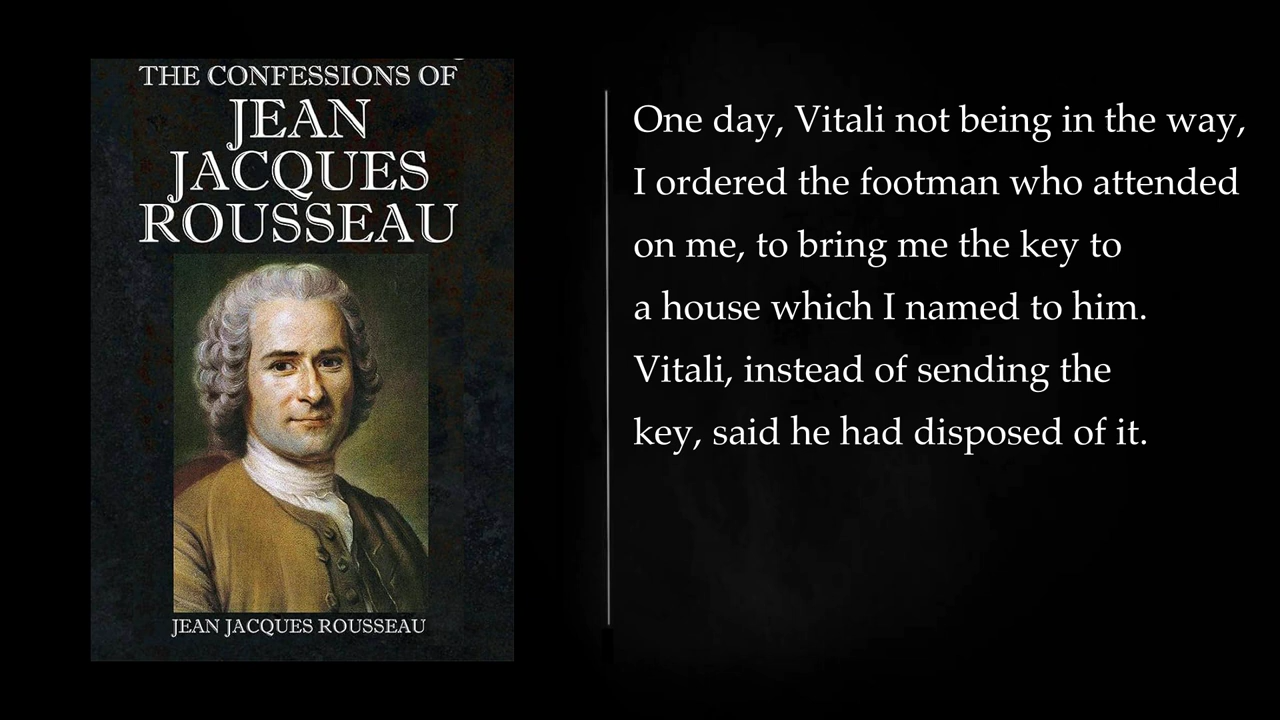 THE CONFESSIONS OF
JEAN
JACQUES
ROUSSEAU
JEAN JACQUES ROUSSEAU
One day, Vitali not being in the way,
I ordered the footman who attended
on me, to bring me the key to
a house which I named to him.
Vitali, instead of sending the
key, said he had disposed of it.